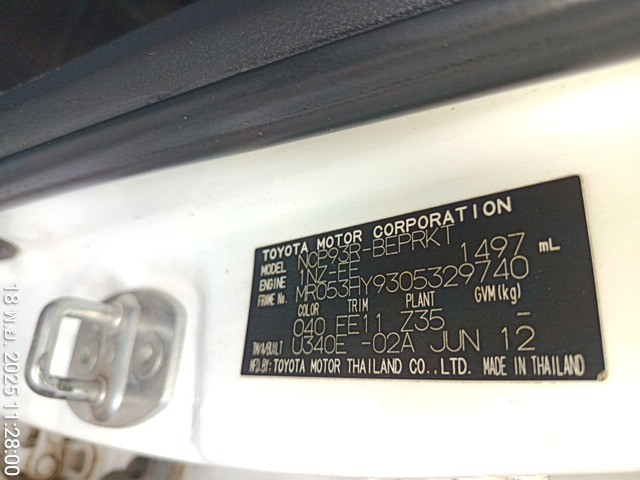 TOYOTA MOTOR CORPORATION
MODEL NCP93R-BEPRKT
ENGINE 1NZ-FE 1497 mL
FRAME No. MR053HY9305329740
COLOR TRIM PLANT GVM(kg)
040 FE11 Z35 -
TM/A/BUILT U340E -02A JUN 12
MFD.BY: TOYOTA MOTOR THAILAND CO.,LTD. MADE IN THAILAND
18 พ.ย. 2025 11:28:00